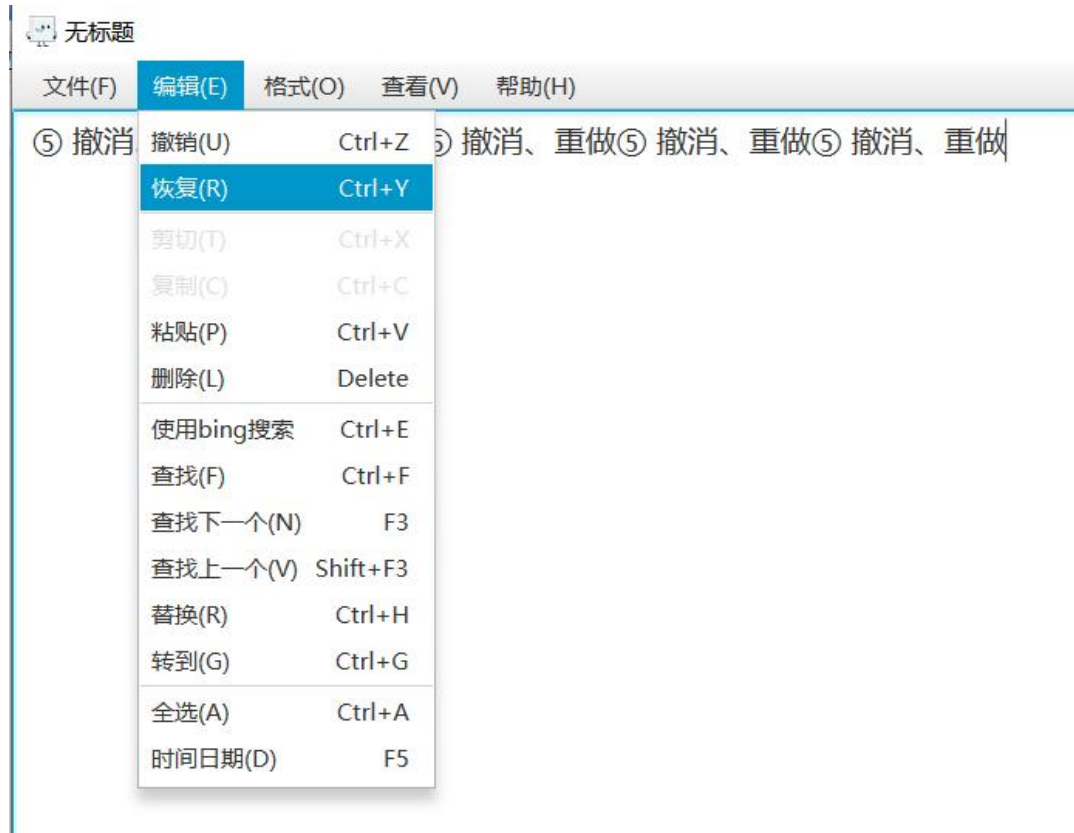 无标题
文件(F) 编辑(E) 格式(O) 查看(V) 帮助(H)
⑤ 撤消 ⑤ 撤消、重做⑤ 撤消、重做⑤ 撤消、重做
撤销(U) Ctrl+Z
恢复(R) Ctrl+Y
剪切(T) Ctrl+X
复制(C) Ctrl+C
粘贴(P) Ctrl+V
删除(L) Delete
使用bing搜索 Ctrl+E
查找(F) Ctrl+F
查找下一个(N) F3
查找上一个(V) Shift+F3
替换(R) Ctrl+H
转到(G) Ctrl+G
全选(A) Ctrl+A
时间日期(D) F5